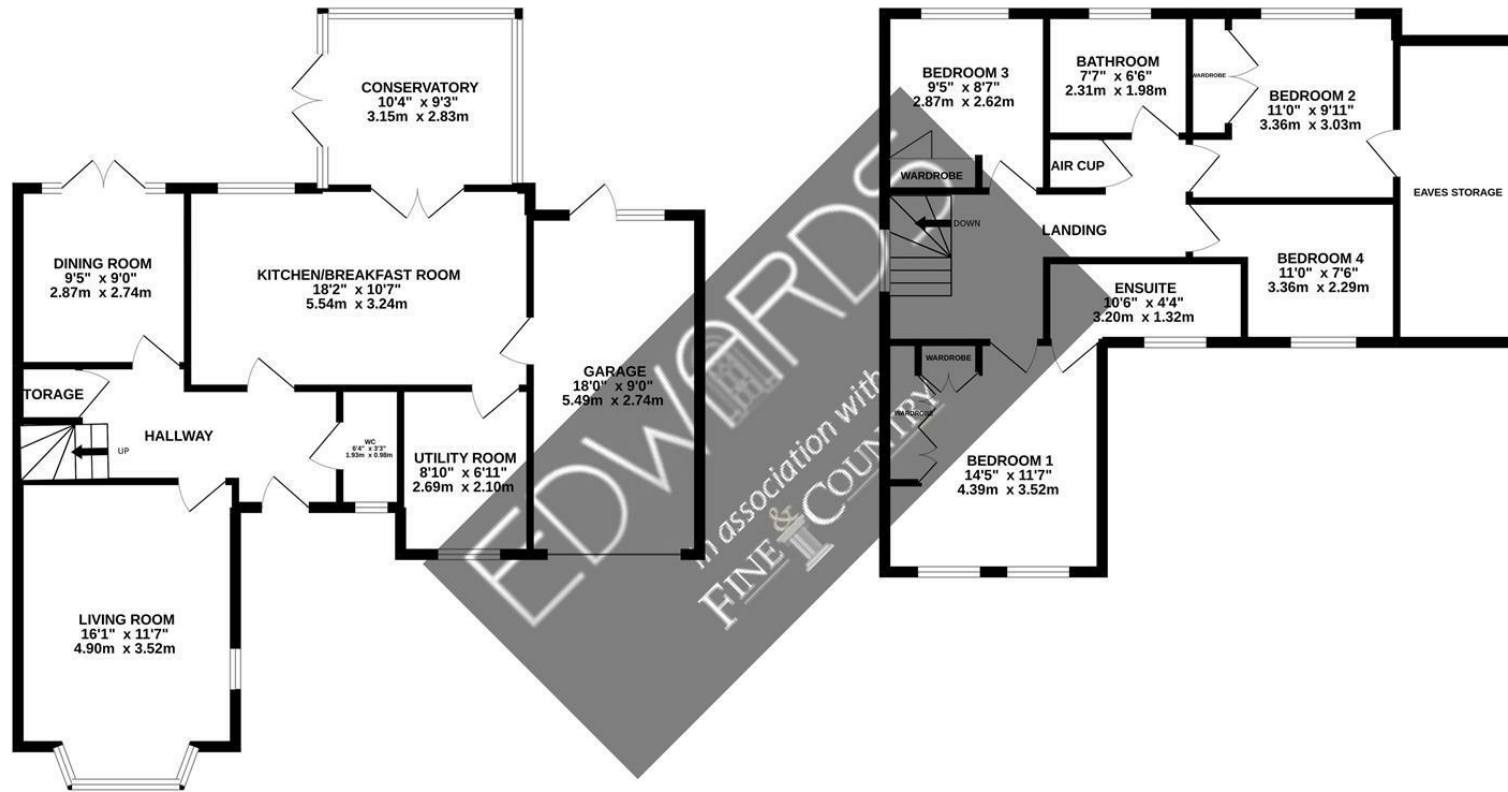 CONSERVATORY
10'4" x 9'3"
3.15m x 2.83m
DINING ROOM
9'5" x 9'0"
2.87m x 2.74m
KITCHEN/BREAKFAST ROOM
18'2" x 10'7"
5.54m x 3.24m
GARAGE
18'0" x 9'0"
5.49m x 2.74m
TORAGE
HALLWAY
UP
WC
6'4" x 3'3"
1.93m x 0.98m
UTILITY ROOM
8'10" x 6'11"
2.69m x 2.10m
LIVING ROOM
16'1" x 11'7"
4.90m x 3.52m
BEDROOM 3
9'5" x 8'7"
2.87m x 2.62m
WARDROBE
BATHROOM
7'7" x 6'6"
2.31m x 1.98m
WARDROBE
BEDROOM 2
11'0" x 9'11"
3.36m x 3.03m
EAVES STORAGE
AIR CUP
DOWN
LANDING
BEDROOM 4
11'0" x 7'6"
3.36m x 2.29m
ENSUITE
10'6" x 4'4"
3.20m x 1.32m
WARDROBE
WARDROBE
BEDROOM 1
14'5" x 11'7"
4.39m x 3.52m
EDWARDS
in association with
FINE & COUNTRY